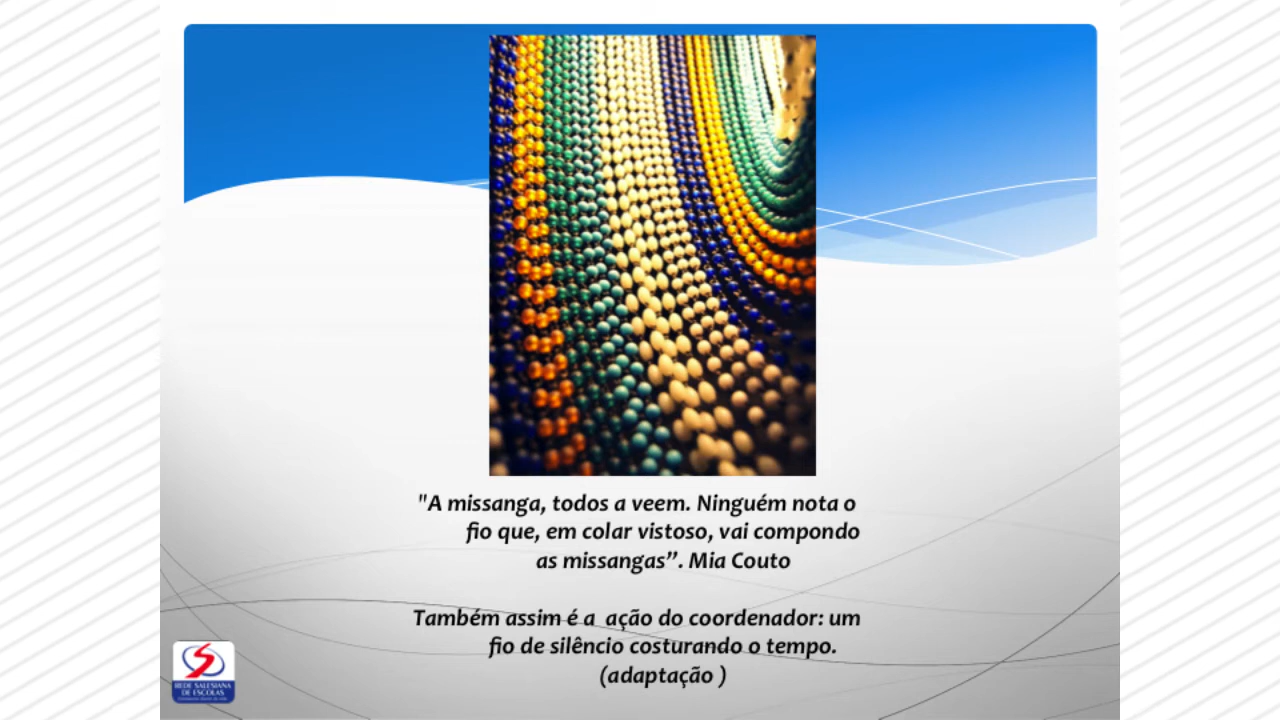 "A missanga, todos a veem. Ninguém nota o
fio que, em colar vistoso, vai compondo
as missangas”. Mia Couto
Também assim é a ação do coordenador: um
fio de silêncio costurando o tempo.
(adaptação )
REDE SALESIANA
DE ESCOLAS